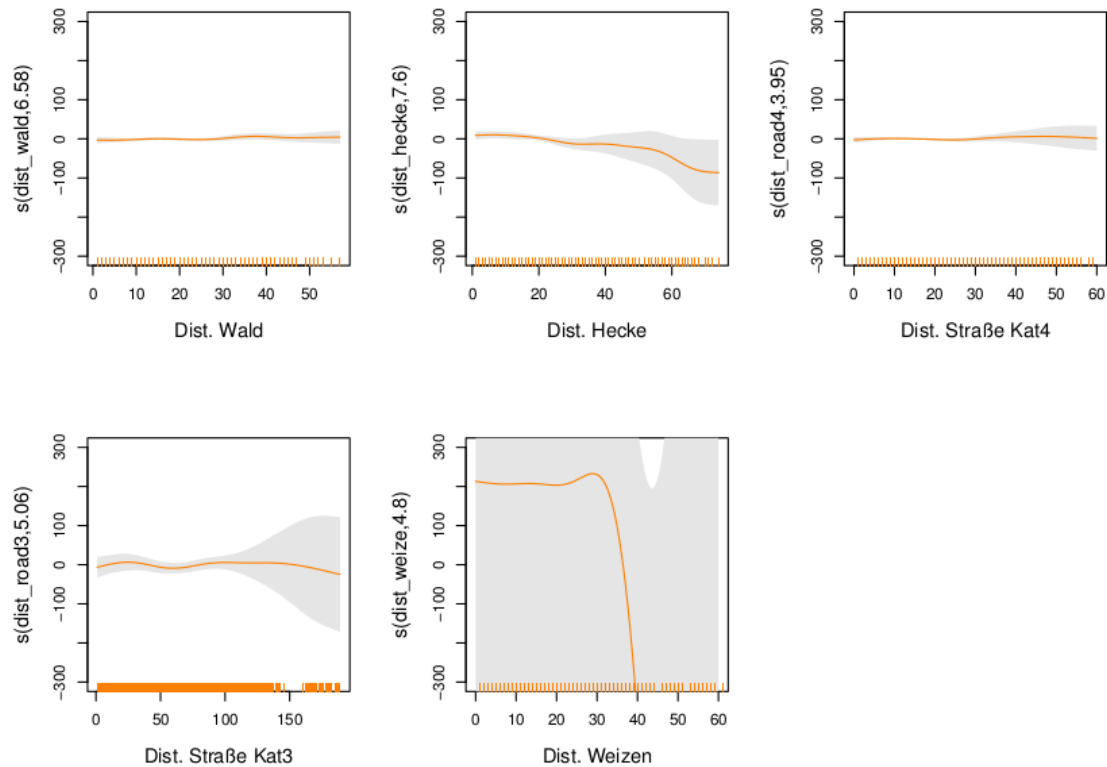 300
100
0
-100
-300
s(dist_wald,6.58)
0 10 20 30 40 50
Dist. Wald
300
100
0
-100
-300
s(dist_hecke,7.6)
0 20 40 60
Dist. Hecke
300
100
0
-100
-300
s(dist_road4,3.95)
0 10 20 30 40 50 60
Dist. Straße Kat4
300
100
0
-100
-300
s(dist_road3,5.06)
0 50 100 150
Dist. Straße Kat3
300
100
0
-100
-300
s(dist_weize,4.8)
0 10 20 30 40 50 60
Dist. Weizen